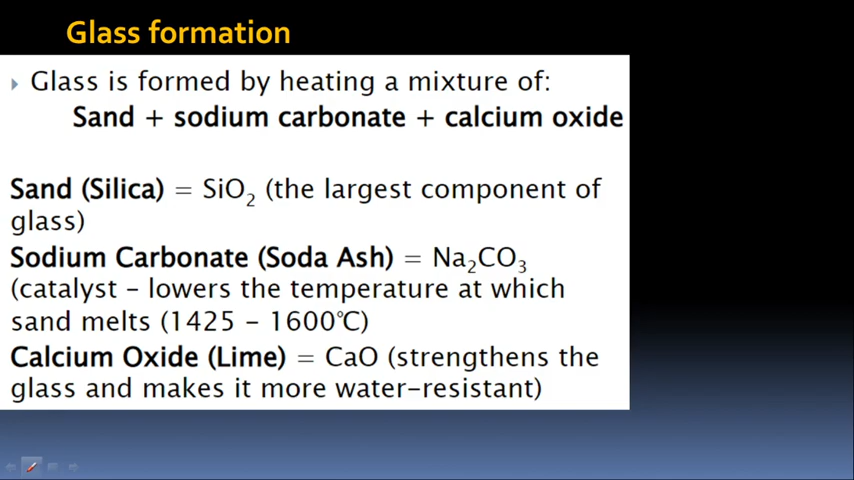 Glass formation
Glass is formed by heating a mixture of:
Sand + sodium carbonate + calcium oxide
Sand (Silica) = SiO₂ (the largest component of
glass)
Sodium Carbonate (Soda Ash) = Na₂CO₃
(catalyst – lowers the temperature at which
sand melts (1425 – 1600℃)
Calcium Oxide (Lime) = CaO (strengthens the
glass and makes it more water-resistant)